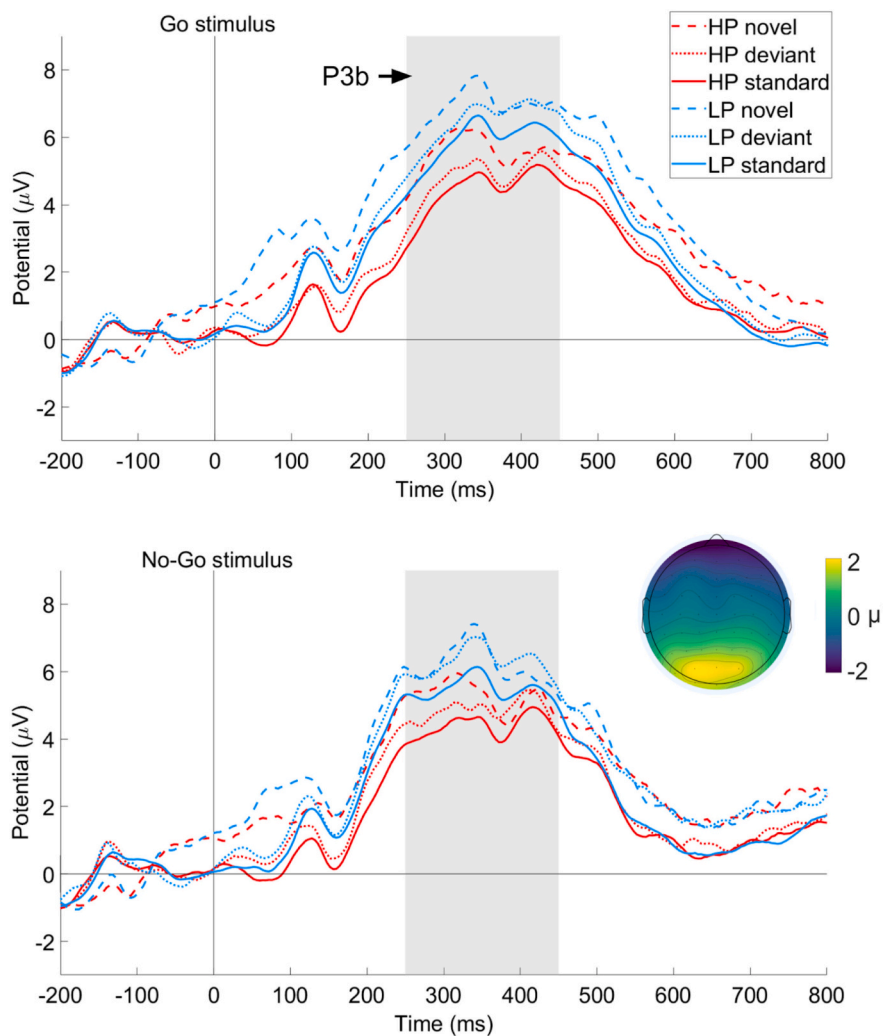 Go stimulus
P3b
HP novel
HP deviant
HP standard
LP novel
LP deviant
LP standard
8
6
4
2
0
-2
Potential (μV)
-200 -100 0 100 200 300 400 500 600 700 800
Time (ms)
No-Go stimulus
2
0 μ
-2
8
6
4
2
0
-2
Potential (μV)
-200 -100 0 100 200 300 400 500 600 700 800
Time (ms)